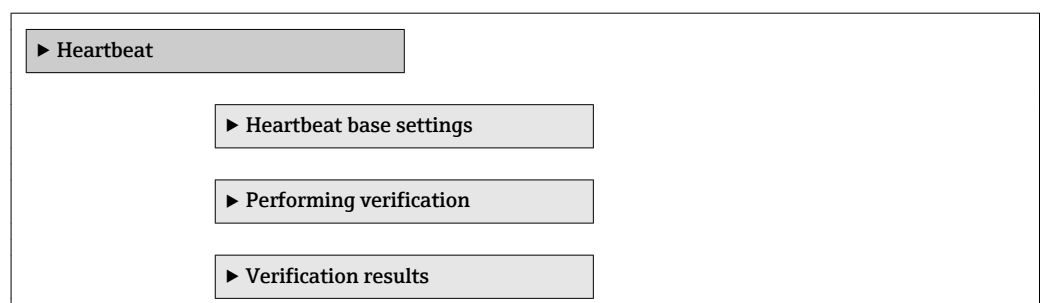 ▶ Heartbeat
▶ Heartbeat base settings
▶ Performing verification
▶ Verification results